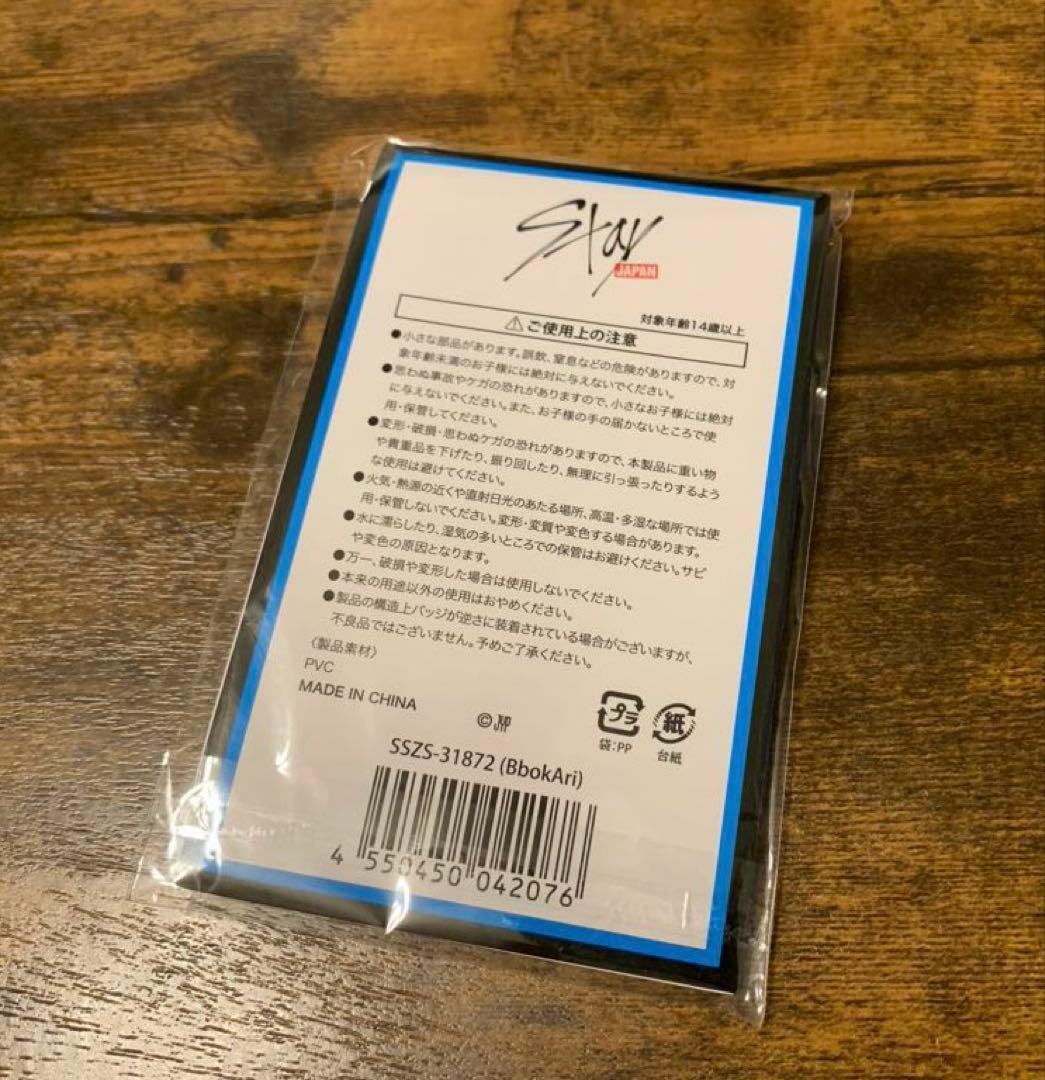 Stay
JAPAN
対象年齢14歳以上
⚠ご使用上の注意
●小さな部品があります。誤飲、窒息などの危険がありますので、対
象年齢未満のお子様には絶対に与えないでください。
●思わぬ事故やケガの恐れがありますので、小さなお子様には絶対
に与えないでください。また、お子様の手の届かないところで使
用・保管してください。
●変形・破損・思わぬケガの恐れがありますので、本製品に重い物
や貴重品を下げたり、振り回したり、無理に引っ張ったりするよう
な使用は避けてください。
●火気・熱源の近くや直射日光のあたる場所、高温・多湿な場所では使
用・保管しないでください。変形・変質や変色する場合があります。
●水に濡らしたり、湿気の多いところでの保管はお避けください。サビ
や変色の原因となります。
●万一、破損や変形した場合は使用しないでください。
●本来の用途以外の使用はおやめください。
●製品の構造上バッジが逆さに装着されている場合がございますが、
不良品ではございません。予めご了承ください。
〈製品素材〉
PVC
MADE IN CHINA
©JYP
プラ
袋:PP
紙
台紙
SSZS-31872 (BbokAri)
4 550450 042076